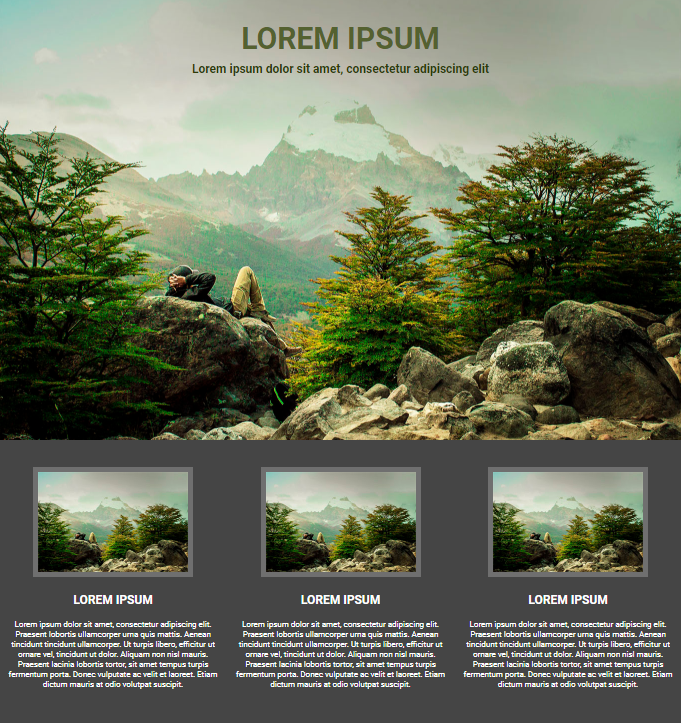 LOREM IPSUM
Lorem ipsum dolor sit amet, consectetur adipiscing elit
LOREM IPSUM
Lorem ipsum dolor sit amet, consectetur adipiscing elit.
Praesent lobortis ullamcorper urna quis mattis. Aenean
tincidunt tincidunt lobortis. Ut turpis libero, efficitur ut
ornare vel, tincidunt ut dolor. Aliquam non nisl mauris.
Praesent lacinia lobortis tortor, sit amet tempus turpis
fermentum porta. Donec vulputate ac velit et laoreet. Etiam
dictum mauris at odio volutpat suscipit.
LOREM IPSUM
Lorem ipsum dolor sit amet, consectetur adipiscing elit.
Praesent lobortis ullamcorper urna quis mattis. Aenean
tincidunt tincidunt lobortis. Ut turpis libero, efficitur ut
ornare vel, tincidunt ut dolor. Aliquam non nisl mauris.
Praesent lacinia lobortis tortor, sit amet tempus turpis
fermentum porta. Donec vulputate ac velit et laoreet. Etiam
dictum mauris at odio volutpat suscipit.
LOREM IPSUM
Lorem ipsum dolor sit amet, consectetur adipiscing elit.
Praesent lobortis ullamcorper urna quis mattis. Aenean
tincidunt tincidunt lobortis. Ut turpis libero, efficitur ut
ornare vel, tincidunt ut dolor. Aliquam non nisl mauris.
Praesent lacinia lobortis tortor, sit amet tempus turpis
fermentum porta. Donec vulputate ac velit et laoreet. Etiam
dictum mauris at odio volutpat suscipit.